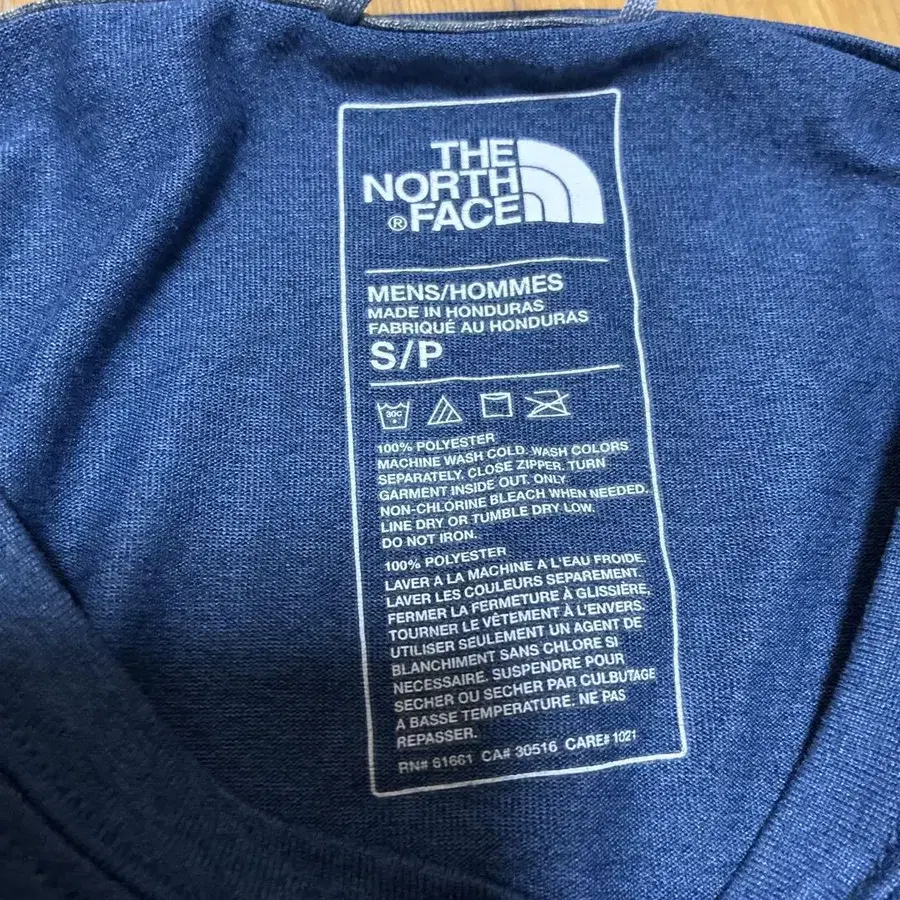 THE
NORTH
® FACE
MENS/HOMMES
MADE IN HONDURAS
FABRIQUÉ AU HONDURAS
S/P
30C
100% POLYESTER
MACHINE WASH COLD. WASH COLORS
SEPARATELY. CLOSE ZIPPER. TURN
GARMENT INSIDE OUT. ONLY
NON-CHLORINE BLEACH WHEN NEEDED.
LINE DRY OR TUMBLE DRY LOW.
DO NOT IRON.
100% POLYESTER
LAVER A LA MACHINE A L'EAU FROIDE.
LAVER LES COULEURS SEPAREMENT.
FERMER LA FERMETURE À GLISSIÈRE,
TOURNER LE VÊTEMENT À L'ENVERS.
UTILISER SEULEMENT UN AGENT DE
BLANCHIMENT SANS CHLORE SI
NECESSAIRE. SUSPENDRE POUR
SECHER OU SECHER PAR CULBUTAGE
A BASSE TEMPERATURE. NE PAS
REPASSER.
RN# 61661 CA# 30516 CARE# 1021